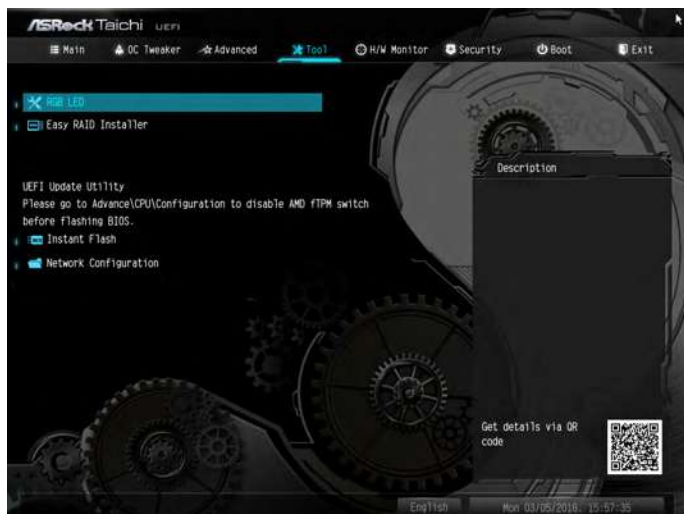 ASRock Taichi UEFI
Main OC Tweaker Advanced Tool H/W Monitor Security Boot Exit
RGB LED
Easy RAID Installer
Description
UEFI Update Utility
Please go to Advance\CPU\Configuration to disable AMD fTPM switch
before flashing BIOS.
Instant Flash
Network Configuration
Get details via QR
code
English Mon 03/05/2018. 15:57:35